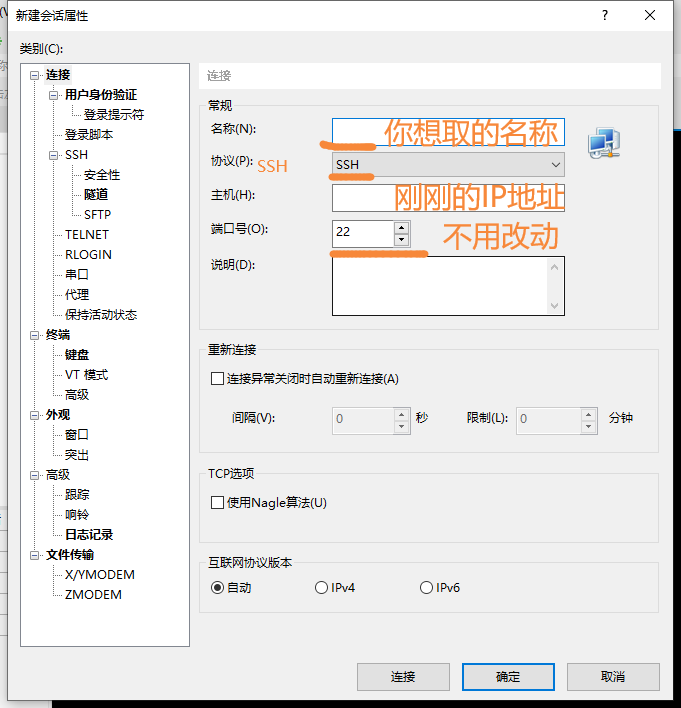 新建会话属性
类别(C):
连接
用户身份验证
登录提示符
登录脚本
SSH
安全性
隧道
SFTP
TELNET
RLOGIN
串口
代理
保持活动状态
终端
键盘
VT 模式
高级
外观
窗口
突出
高级
跟踪
响铃
日志记录
文件传输
X/YMODEM
ZMODEM
连接
常规
名称(N): 你想取的名称
协议(P): SSH SSH
主机(H): 刚刚的IP地址
端口号(O): 22 不用改动
说明(D):
重新连接
连接异常关闭时自动重新连接(A)
间隔(V): 0 秒 限制(L): 0 分钟
TCP选项
使用Nagle算法(U)
互联网协议版本
自动 IPv4 IPv6
连接 确定 取消